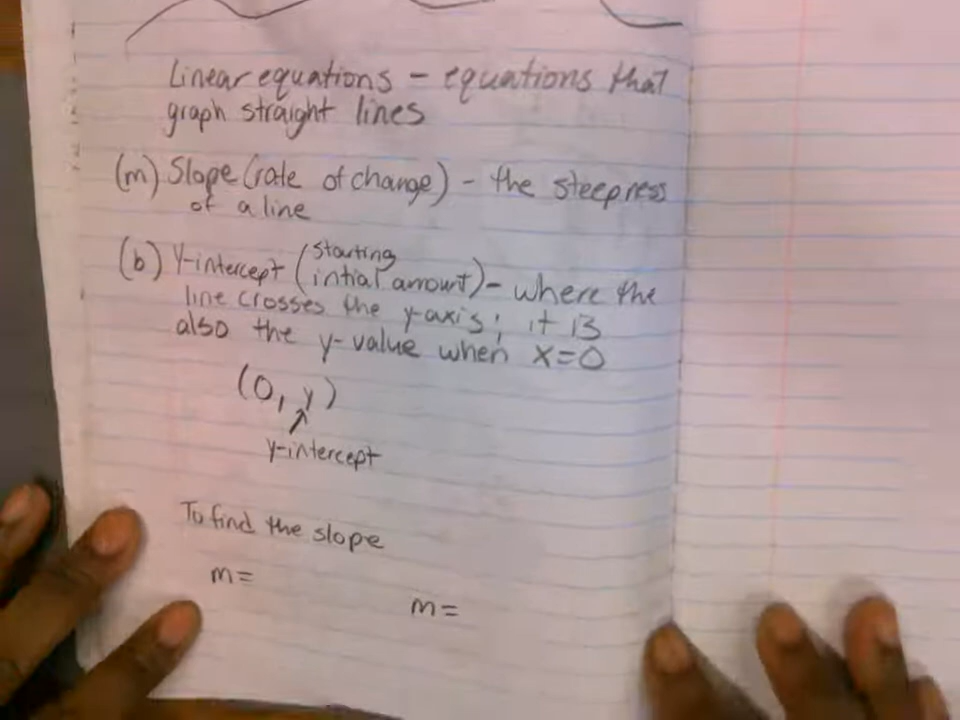 Linear equations - equations that
graph straight lines
(m) Slope (rate of change) - the steepness
of a line
(b) Y-intercept (starting
intial amount) - where the
line crosses the y-axis; it is
also the y-value when x=0
(0, y)
y-intercept
To find the slope
m=
m=